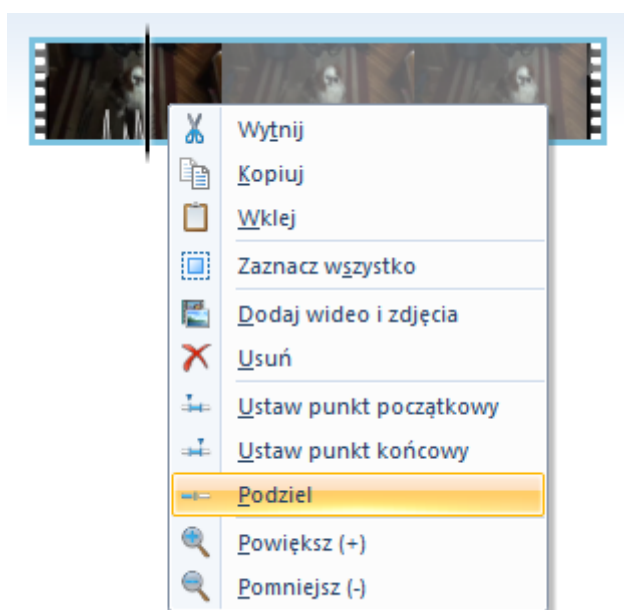 Wytnij
Kopiuj
Wklej
Zaznacz wszystko
Dodaj wideo i zdjęcia
Usuń
Ustaw punkt początkowy
Ustaw punkt końcowy
Podziel
Powiększ (+)
Pomniejsz (-)